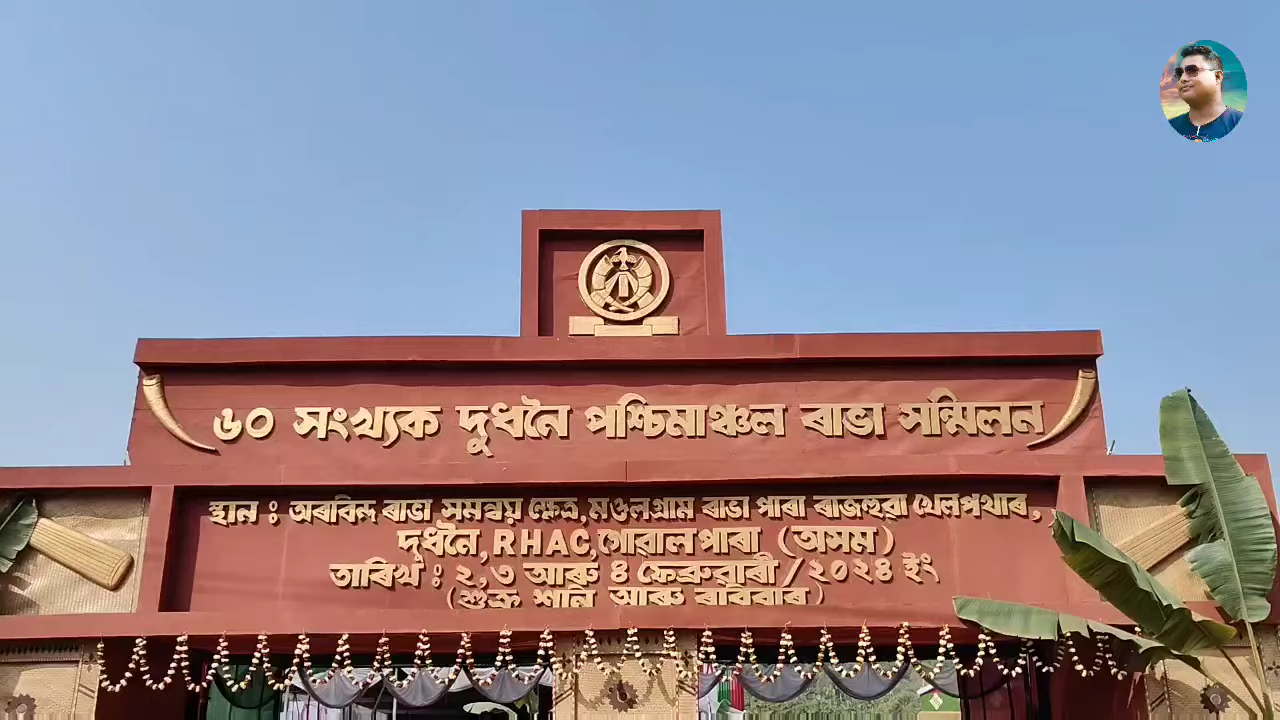 ৬০ সংখ্যক দুধনৈ পশ্চিমাঞ্চল ৰাভা সন্মিলন
স্থান : অৰবিন্দ ৰাভা সমন্বয় ক্ষেত্ৰ, মণ্ডলগ্ৰাম ৰাভা পাৰা ৰাজহুৱা খেলপথাৰ,
দুধনৈ, RHAC, গোৱালপাৰা (অসম)
তাৰিখ : ২,৩ আৰু ৪ ফেব্ৰুৱাৰী/২০২৪ ইং
(শুক্ৰ শনি আৰু ৰবিবাৰ)